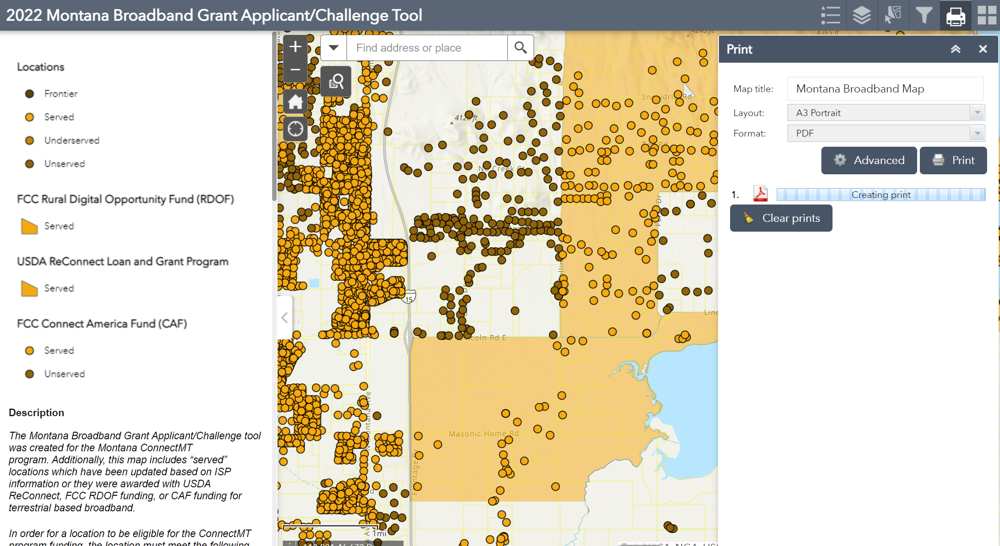 2022 Montana Broadband Grant Applicant/Challenge Tool
Locations
Frontier
Served
Underserved
Unserved
FCC Rural Digital Opportunity Fund (RDOF)
Served
USDA ReConnect Loan and Grant Program
Served
FCC Connect America Fund (CAF)
Served
Unserved
Description
The Montana Broadband Grant Applicant/Challenge tool
was created for the Montana ConnectMT
program. Additionally, this map includes “served”
locations which have been updated based on ISP
information or they were awarded with USDA
ReConnect, FCC RDOF funding, or CAF funding for
terrestrial based broadband.
In order for a location to be eligible for the ConnectMT
program funding, the location must meet the following
+
−
Find address or place
4365 ft
Rd
No Creek Ct
15
Lincoln Rd E
N Montana Ave
Masonic Home Rd
Frontage Dr
1mi
Print
Map title:
Montana Broadband Map
Layout:
A3 Portrait
Format:
PDF
Advanced
Print
1.
Creating print
Clear prints